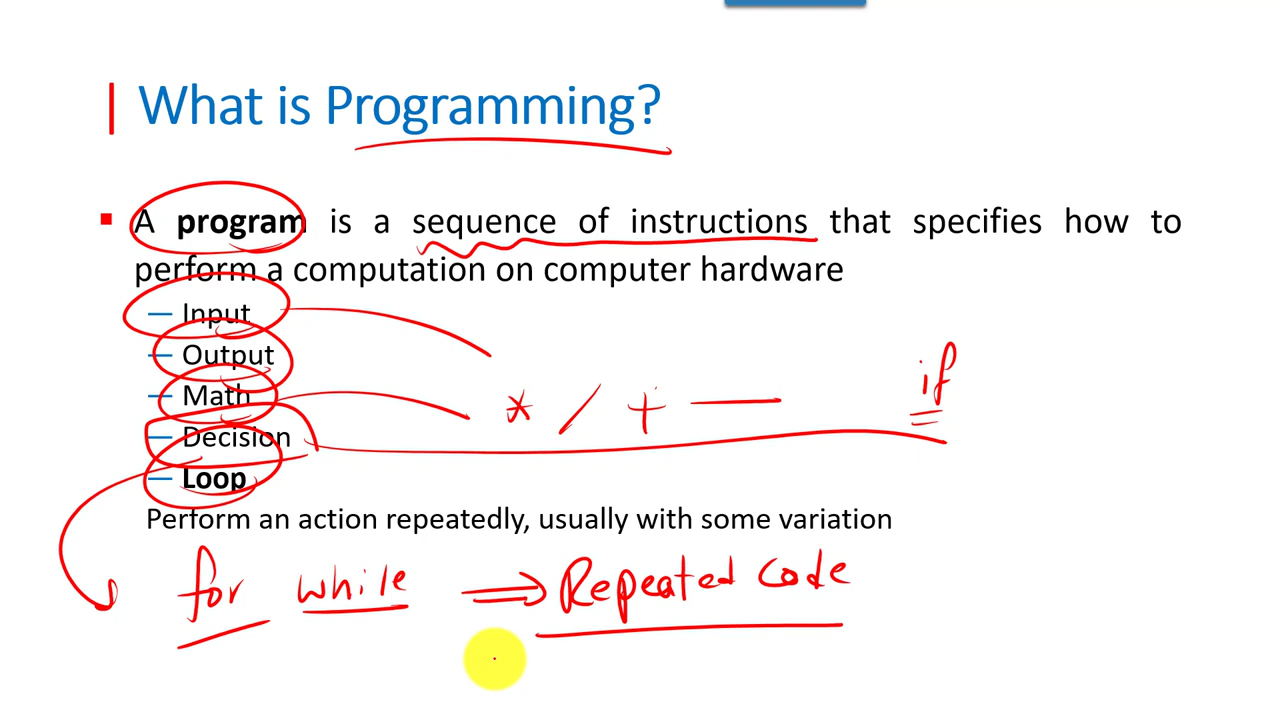 What is Programming?
A program is a sequence of instructions that specifies how to
perform a computation on computer hardware
— Input
— Output
— Math
* / + — if
— Decision
— Loop
Perform an action repeatedly, usually with some variation
for while ⇒ Repeated code